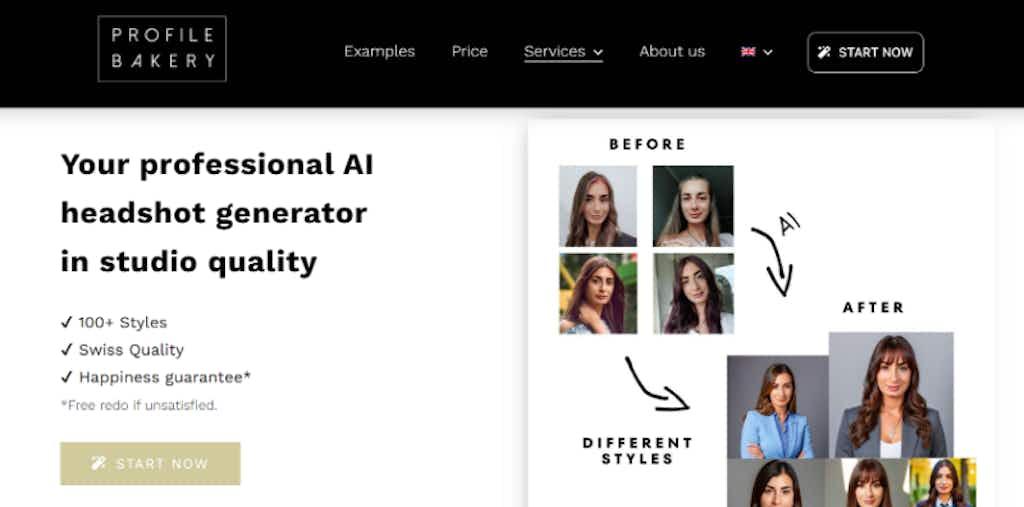 PROFILE
BAKERY
Examples
Price
Services
About us
START NOW
Your professional AI
headshot generator
in studio quality
✓ 100+ Styles
✓ Swiss Quality
✓ Happiness guarantee*
*Free redo if unsatisfied.
START NOW
BEFORE
AI
AFTER
DIFFERENT
STYLES